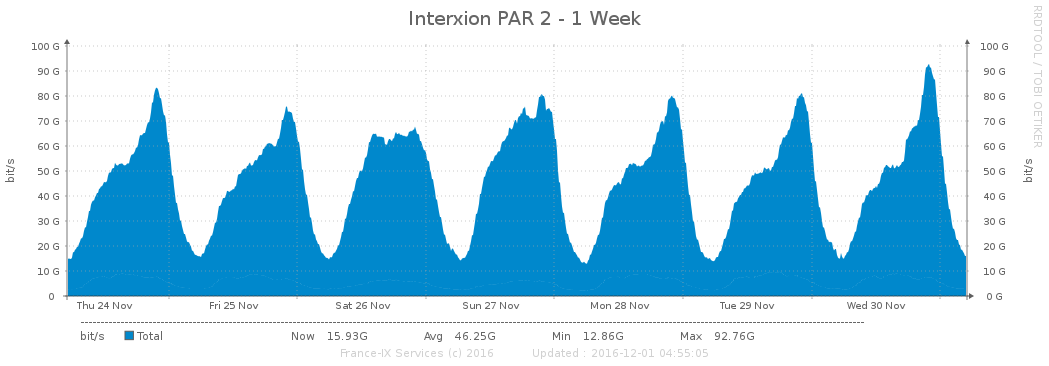 Interxion PAR 2 - 1 Week
RRDTOOL / TOBI OETIKER
100 G 100 G
90 G 90 G
80 G 80 G
70 G 70 G
60 G 60 G
50 G 50 G
40 G 40 G
30 G 30 G
20 G 20 G
10 G 10 G
0 0 G
bit/s bit/s
Thu 24 Nov Fri 25 Nov Sat 26 Nov Sun 27 Nov Mon 28 Nov Tue 29 Nov Wed 30 Nov
bit/s Total Now 15.93G Avg 46.25G Min 12.86G Max 92.76G
France-IX Services (c) 2016 Updated : 2016-12-01 04:55:05